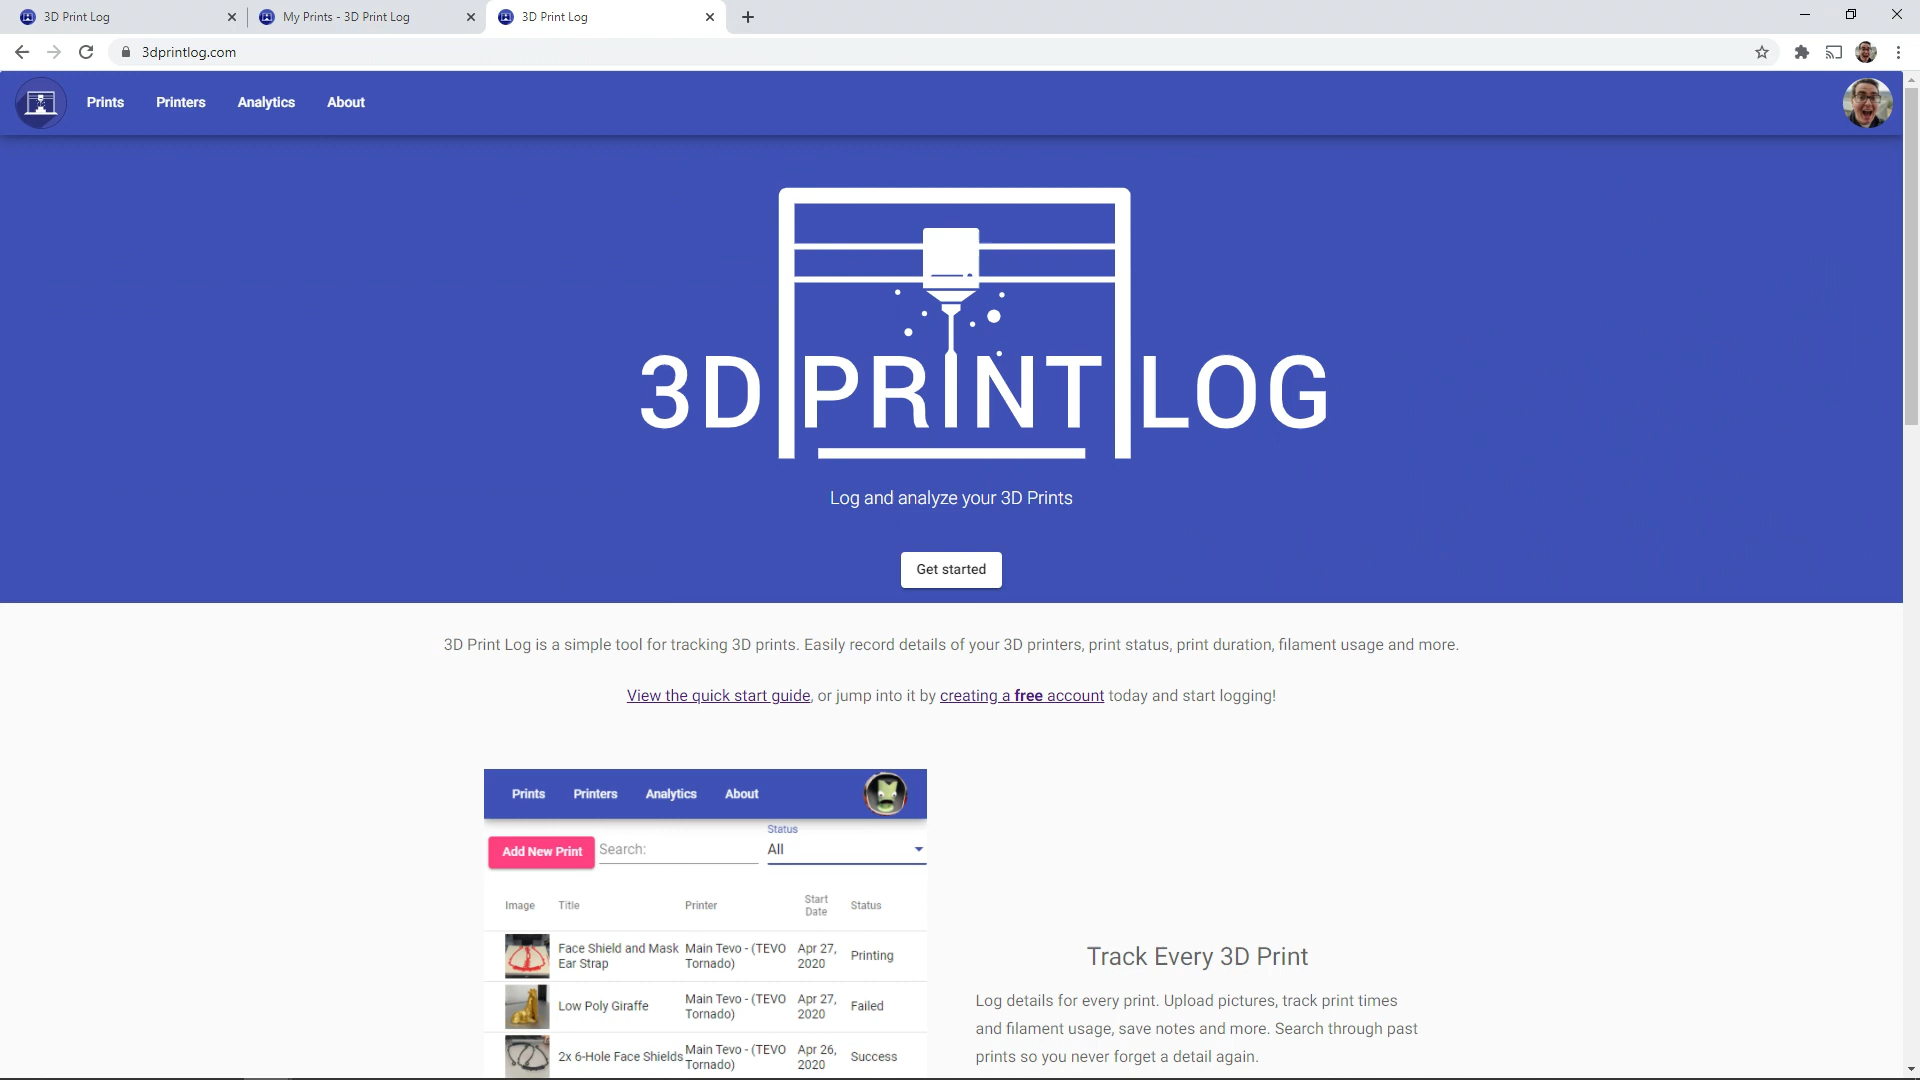 3D Print Log
My Prints - 3D Print Log
3D Print Log
3dprintlog.com
Prints
Printers
Analytics
About
3D PRINT LOG
Log and analyze your 3D Prints
Get started
3D Print Log is a simple tool for tracking 3D prints. Easily record details of your 3D printers, print status, print duration, filament usage and more.
View the quick start guide, or jump into it by creating a free account today and start logging!
Prints
Printers
Analytics
About
Add New Print
Search:
Status
All
Image
Title
Printer
Start
Date
Status
Face Shield and Mask
Ear Strap
Main Tevo - (TEVO
Tornado)
Apr 27,
2020
Printing
Low Poly Giraffe
Main Tevo - (TEVO
Tornado)
Apr 27,
2020
Failed
2x 6-Hole Face Shields
Main Tevo - (TEVO
Tornado)
Apr 26,
2020
Success
Track Every 3D Print
Log details for every print. Upload pictures, track print times
and filament usage, save notes and more. Search through past
prints so you never forget a detail again.